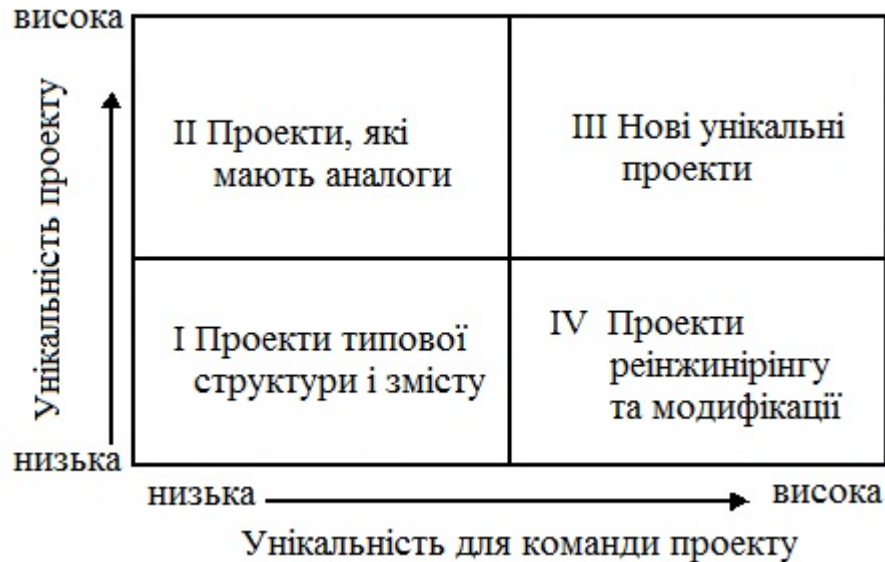 висока
Унікальність проекту
II Проекти, які
мають аналоги
III Нові унікальні
проекти
I Проекти типової
структури і змісту
IV Проекти
реінжинірінгу
та модифікації
низька
низька
висока
Унікальність для команди проекту